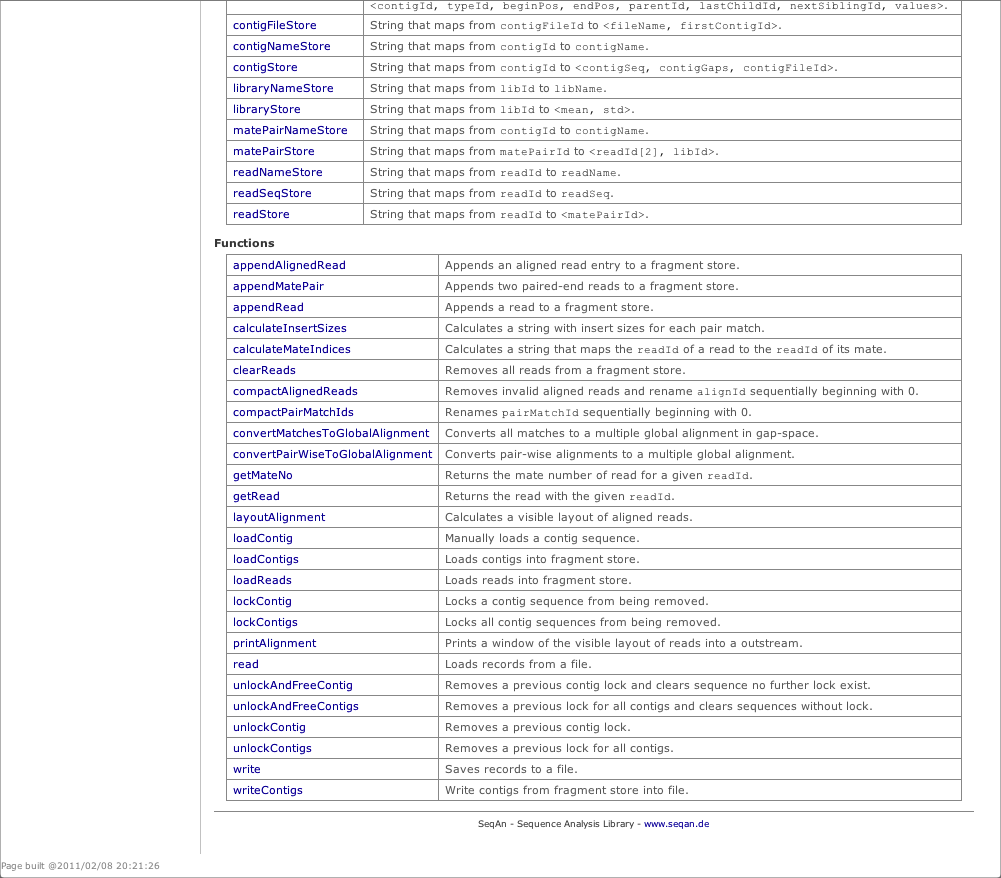 <contigId, typeId, beginPos, endPos, parentId, lastChildId, nextSiblingId, values>.
contigFileStore String that maps from contigFileId to <fileName, firstContigId>.
contigNameStore String that maps from contigId to contigName.
contigStore String that maps from contigId to <contigSeq, contigGaps, contigFileId>.
libraryNameStore String that maps from libId to libName.
libraryStore String that maps from libId to <mean, std>.
matePairNameStore String that maps from contigId to contigName.
matePairStore String that maps from matePairId to <readId[2], libId>.
readNameStore String that maps from readId to readName.
readSeqStore String that maps from readId to readSeq.
readStore String that maps from readId to <matePairId>.
Functions
appendAlignedRead Appends an aligned read entry to a fragment store.
appendMatePair Appends two paired-end reads to a fragment store.
appendRead Appends a read to a fragment store.
calculateInsertSizes Calculates a string with insert sizes for each pair match.
calculateMateIndices Calculates a string that maps the readId of a read to the readId of its mate.
clearReads Removes all reads from a fragment store.
compactAlignedReads Removes invalid aligned reads and rename alignId sequentially beginning with 0.
compactPairMatchIds Renames pairMatchId sequentially beginning with 0.
convertMatchesToGlobalAlignment Converts all matches to a multiple global alignment in gap-space.
convertPairWiseToGlobalAlignment Converts pair-wise alignments to a multiple global alignment.
getMateNo Returns the mate number of read for a given readId.
getRead Returns the read with the given readId.
layoutAlignment Calculates a visible layout of aligned reads.
loadContig Manually loads a contig sequence.
loadContigs Loads contigs into fragment store.
loadReads Loads reads into fragment store.
lockContig Locks a contig sequence from being removed.
lockContigs Locks all contig sequences from being removed.
printAlignment Prints a window of the visible layout of reads into a outstream.
read Loads records from a file.
unlockAndFreeContig Removes a previous contig lock and clears sequence no further lock exist.
unlockAndFreeContigs Removes a previous lock for all contigs and clears sequences without lock.
unlockContig Removes a previous contig lock.
unlockContigs Removes a previous lock for all contigs.
write Saves records to a file.
writeContigs Write contigs from fragment store into file.
SeqAn - Sequence Analysis Library - www.seqan.de
Page built @2011/02/08 20:21:26